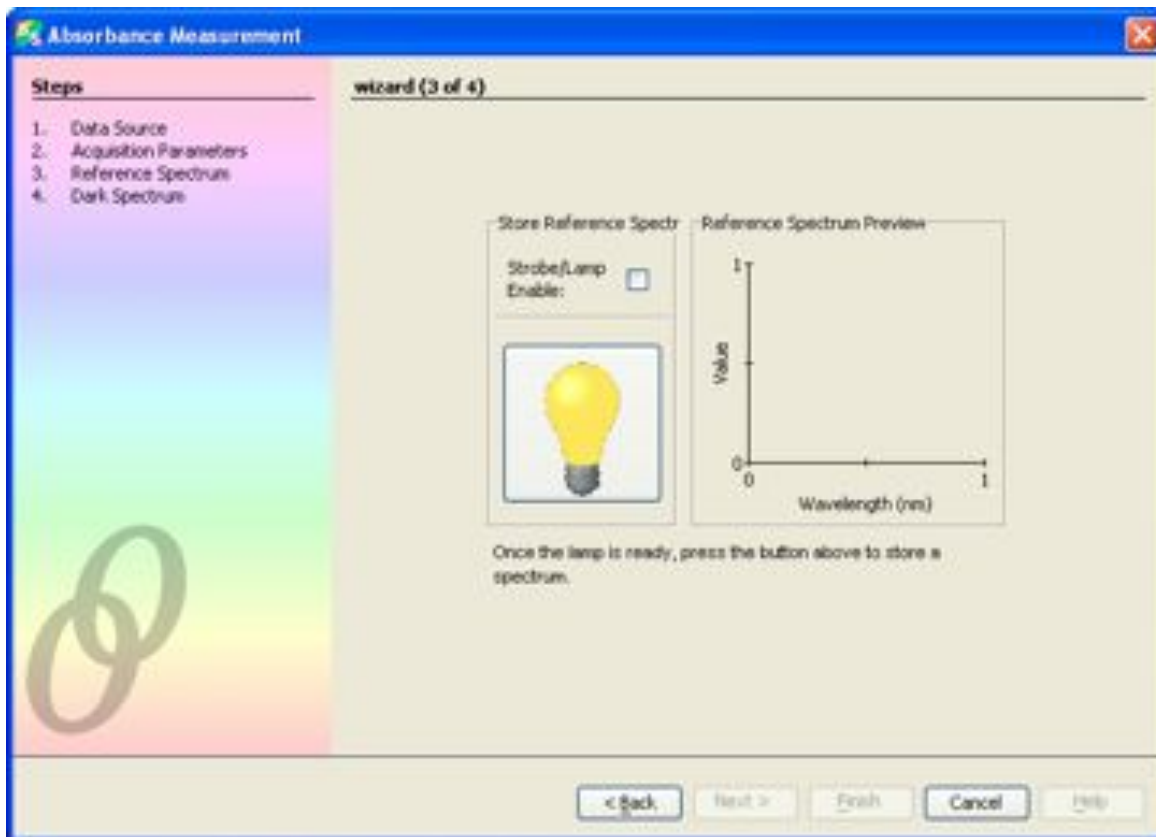 Absorbance Measurement
Steps
1. Data Source
2. Acquisition Parameters
3. Reference Spectrum
4. Dark Spectrum
wizard (3 of 4)
Store Reference Spectr
Strobe/Lamp
Enable:
Reference Spectrum Preview
1
Value
0
0
1
Wavelength (nm)
Once the lamp is ready, press the button above to store a
spectrum.
< Back
Next >
Finish
Cancel
Help